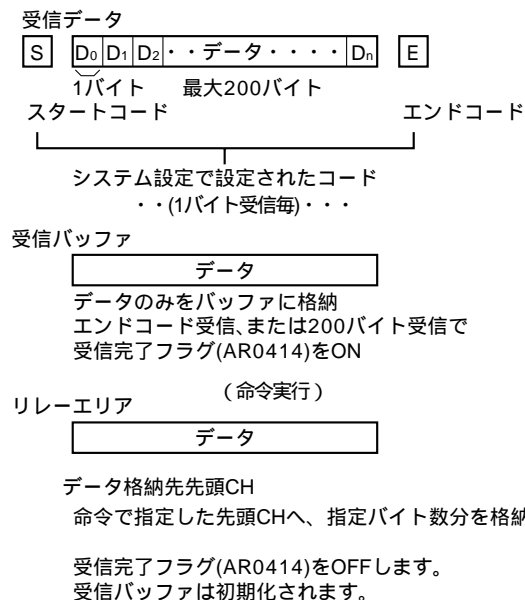 受信データ
S D0 D1 D2 ・・データ・・・・ Dn E
1バイト 最大200バイト
スタートコード エンドコード
システム設定で設定されたコード
・・(1バイト受信毎)・・・
受信バッファ
データ
データのみをバッファに格納
エンドコード受信、または200バイト受信で
受信完了フラグ(AR0414)をON
（命令実行）
リレーエリア
データ
データ格納先先頭CH
命令で指定した先頭CHへ、指定バイト数分を格納
受信完了フラグ(AR0414)をOFFします。
受信バッファは初期化されます。